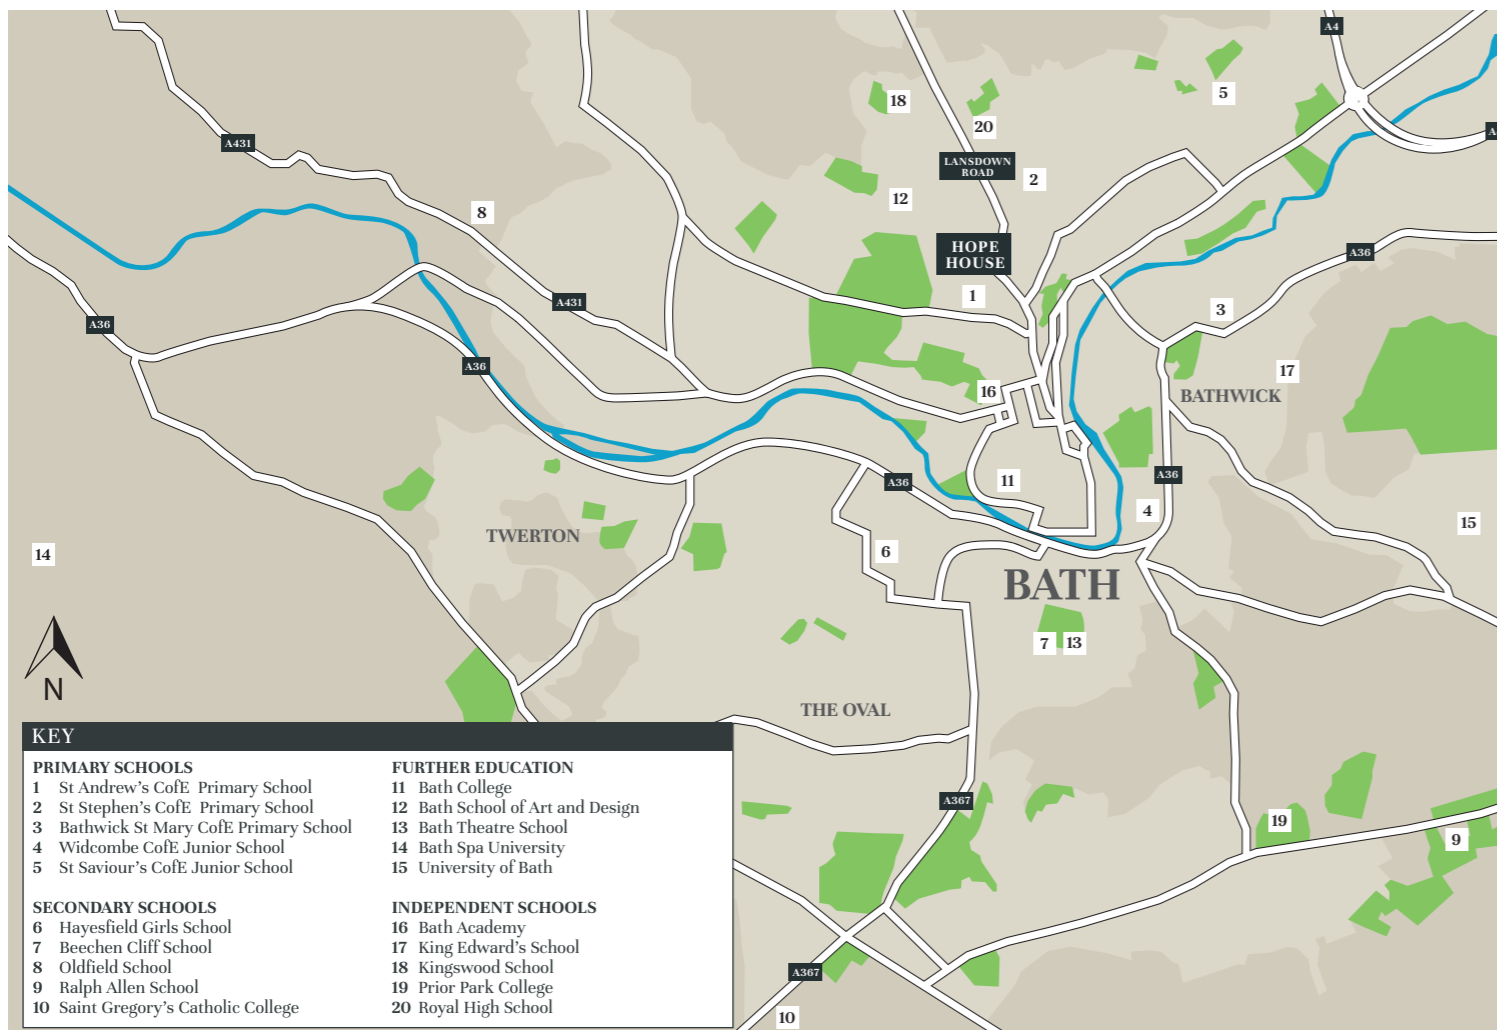 A4
5
18
20
A431
A
LANSDOWN
ROAD
2
12
8
HOPE
HOUSE
A36
1
A431
3
A36
A36
17
16
BATHWICK
A36
11
A36
4
15
TWERTON
14
6
BATH
7
13
N
THE OVAL
A367
19
9
A367
10
KEY
PRIMARY SCHOOLS
1 St Andrew's CofE Primary School
2 St Stephen's CofE Primary School
3 Bathwick St Mary CofE Primary School
4 Widcombe CofE Junior School
5 St Saviour's CofE Junior School
SECONDARY SCHOOLS
6 Hayesfield Girls School
7 Beechen Cliff School
8 Oldfield School
9 Ralph Allen School
10 Saint Gregory's Catholic College
FURTHER EDUCATION
11 Bath College
12 Bath School of Art and Design
13 Bath Theatre School
14 Bath Spa University
15 University of Bath
INDEPENDENT SCHOOLS
16 Bath Academy
17 King Edward's School
18 Kingswood School
19 Prior Park College
20 Royal High School